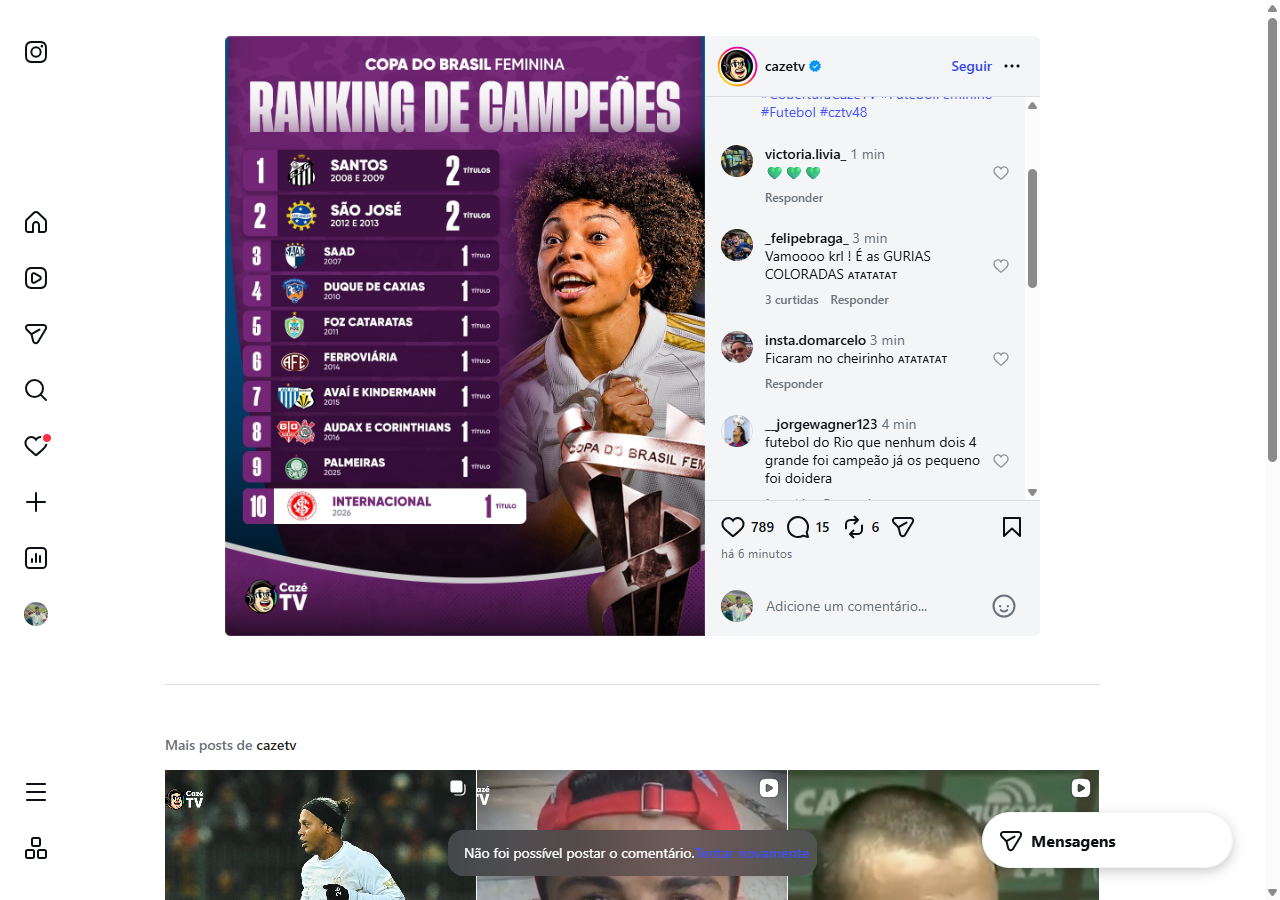 COPA DO BRASIL FEMININA
RANKING DE CAMPEÕES
1 SANTOS 2 TÍTULOS
2008 E 2009
2 SÃO JOSÉ 2 TÍTULOS
2012 E 2013
3 SAAD 1 TÍTULO
2007
4 DUQUE DE CAXIAS 1 TÍTULO
2010
5 FOZ CATARATAS 1 TÍTULO
2011
6 FERROVIÁRIA 1 TÍTULO
2014
7 AVAÍ E KINDERMANN 1 TÍTULO
2015
8 AUDAX E CORINTHIANS 1 TÍTULO
2016
9 PALMEIRAS 1 TÍTULO
2025
10 INTERNACIONAL 1 TÍTULO
2026
COPA DO BRASIL FEM
Cazé
TV
cazetv
Seguir
#CoberturaCazeTV #FutebolFeminino
#Futebol #cztv48
victoria.livia_ 1 min
💚💚💚
Responder
_felipebraga_ 3 min
Vamoooo krl ! É as GURIAS
COLORADAS ᴀᴛᴀᴛᴀᴛᴀᴛ
3 curtidas Responder
insta.domarcelo 3 min
Ficaram no cheirinho ᴀᴛᴀᴛᴀᴛᴀᴛ
Responder
__jorgewagner123 4 min
futebol do Rio que nenhum dois 4
grande foi campeão já os pequeno
foi doidera
789 15 6
há 6 minutos
Adicione um comentário...
Mais posts de cazetv
Cazé
TV
Não foi possível postar o comentário. Tentar novamente
Mensagens